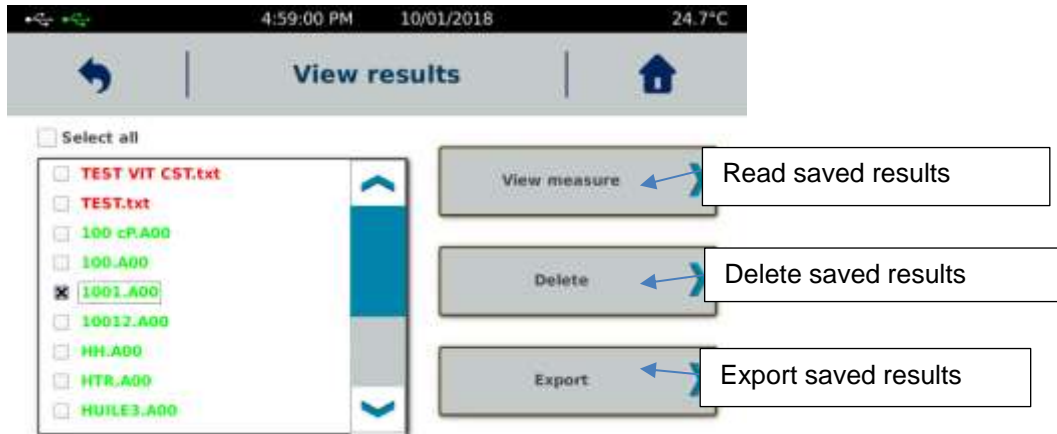 4:59:00 PM 10/01/2018 24.7°C
View results
Select all
TEST VIT CST.txt
TEST.txt
100 cP.A00
100.A00
1001.A00
10012.A00
HH.A00
HTR.A00
HUILE3.A00
View measure
Read saved results
Delete
Delete saved results
Export
Export saved results